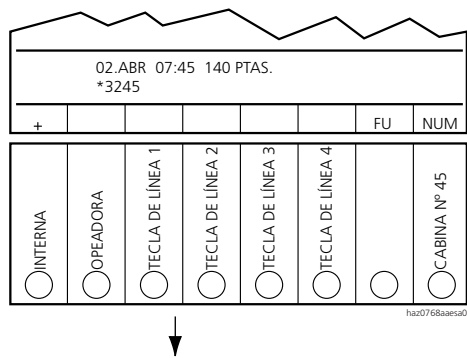 02.ABR 07:45 140 PTAS.
*3245
+ FU NUM
INTERNA
OPEADORA
TECLA DE LÍNEA 1
TECLA DE LÍNEA 2
TECLA DE LÍNEA 3
TECLA DE LÍNEA 4
CABINA Nº 45
haz0768aaesa0